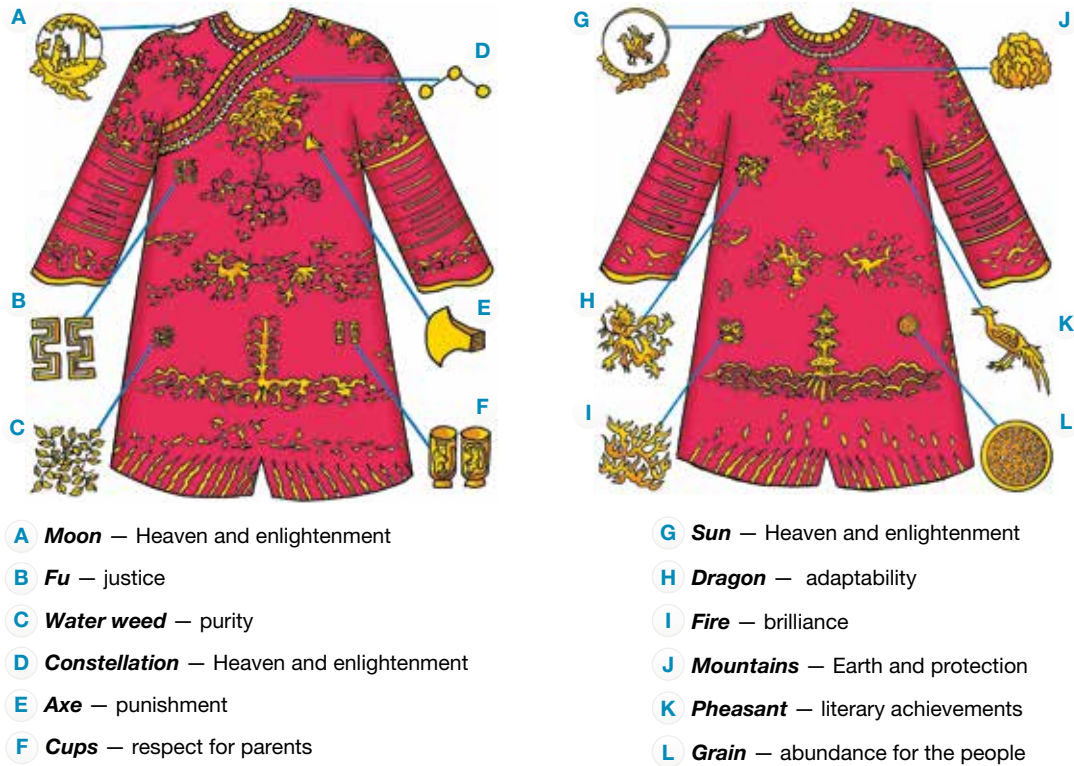 A
D
B
E
C
F
G
J
H
K
I
L
A Moon — Heaven and enlightenment
B Fu — justice
C Water weed — purity
D Constellation — Heaven and enlightenment
E Axe — punishment
F Cups — respect for parents
G Sun — Heaven and enlightenment
H Dragon — adaptability
I Fire — brilliance
J Mountains — Earth and protection
K Pheasant — literary achievements
L Grain — abundance for the people